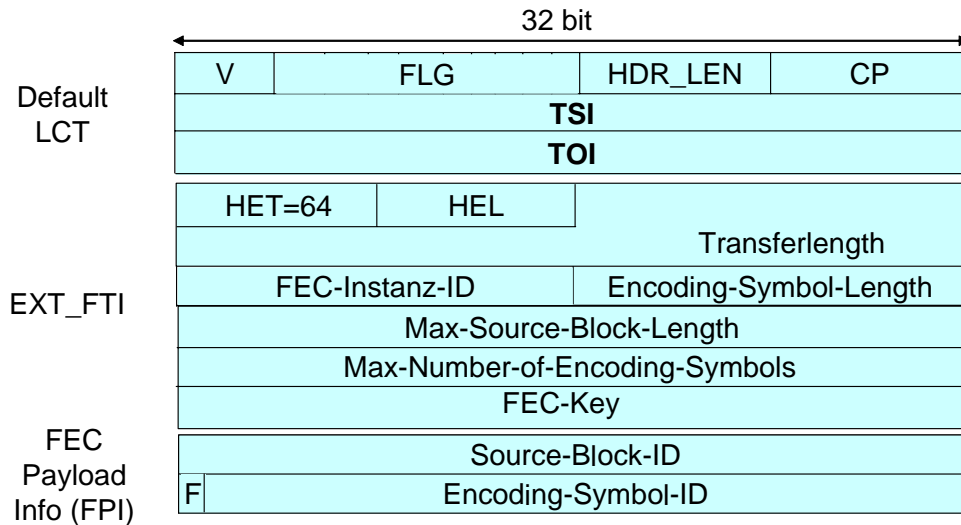 32 bit
V FLG HDR_LEN CP
Default
LCT
TSI
TOI
HET=64 HEL
Transferlength
FEC-Instanz-ID Encoding-Symbol-Length
EXT_FTI
Max-Source-Block-Length
Max-Number-of-Encoding-Symbols
FEC-Key
FEC
Payload
Info (FPI)
Source-Block-ID
F Encoding-Symbol-ID